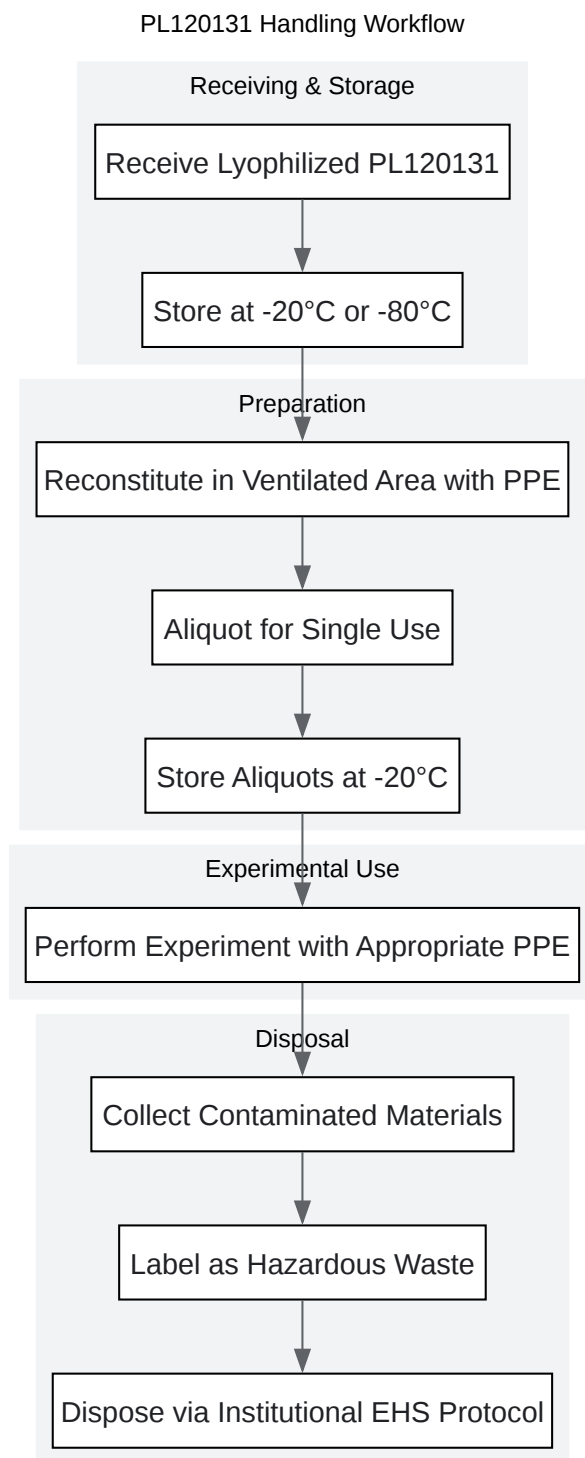 PL120131 Handling Workflow
Receiving & Storage
Receive Lyophilized PL120131
Store at -20°C or -80°C
Preparation
Reconstitute in Ventilated Area with PPE
Aliquot for Single Use
Store Aliquots at -20°C
Experimental Use
Perform Experiment with Appropriate PPE
Disposal
Collect Contaminated Materials
Label as Hazardous Waste
Dispose via Institutional EHS Protocol